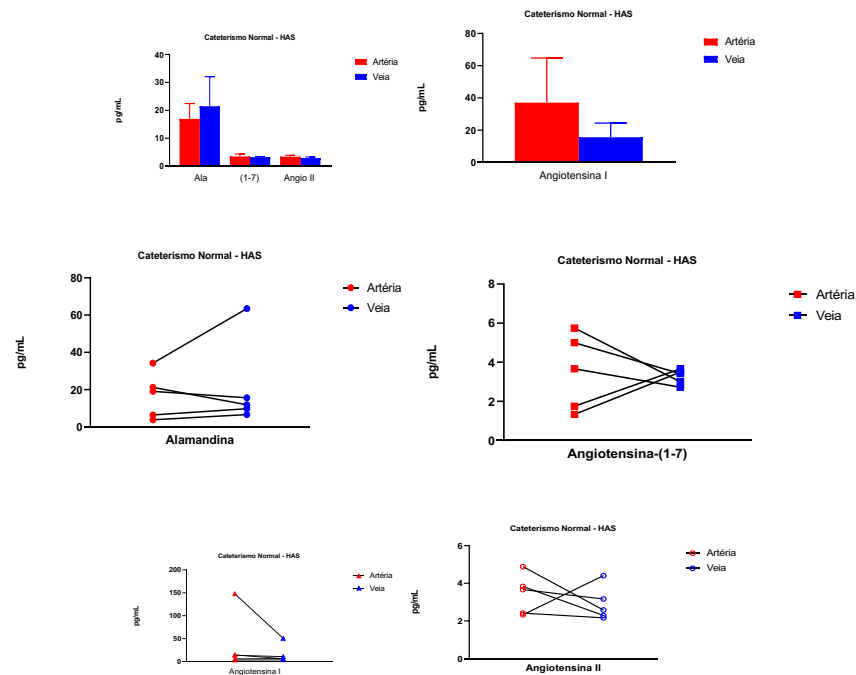 Cateterismo Normal - HAS
40
30
20
10
0
pg/mL
Ala (1-7) Angio II
Artéria
Veia
Cateterismo Normal - HAS
80
60
40
20
0
pg/mL
Angiotensina I
Artéria
Veia
Cateterismo Normal - HAS
80
60
40
20
0
pg/mL
Alamandina
Artéria
Veia
Cateterismo Normal - HAS
8
6
4
2
0
pg/mL
Angiotensina-(1-7)
Artéria
Veia
Cateterismo Normal - HAS
200
150
100
50
0
pg/mL
Angiotensina I
Artéria
Veia
Cateterismo Normal - HAS
6
4
2
0
pg/mL
Angiotensina II
Artéria
Veia